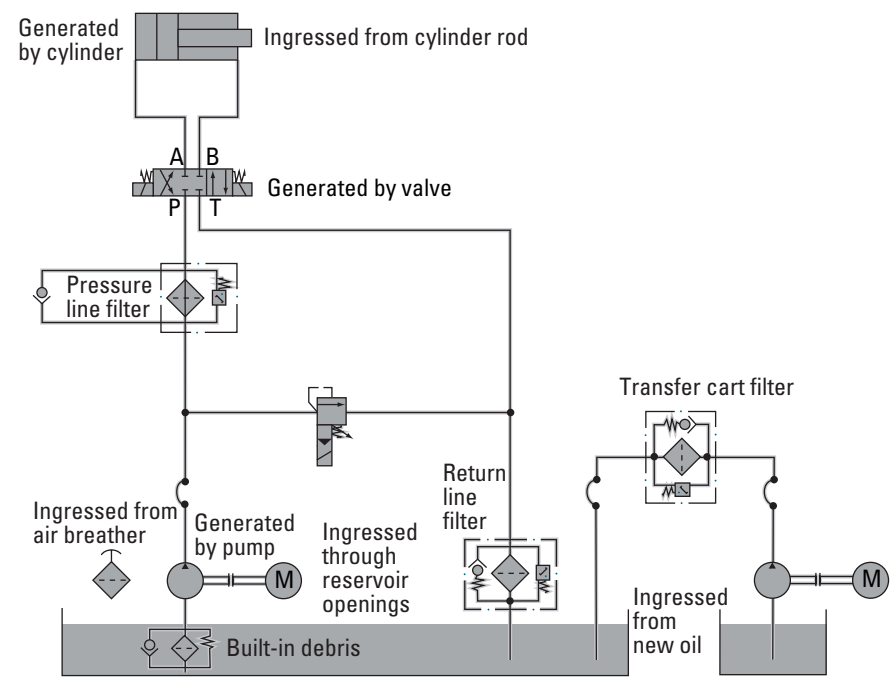 Generated
by cylinder
Ingressed from cylinder rod
A B
Generated by valve
P T
Pressure
line filter
Transfer cart filter
Return
line
filter
Ingressed from
air breather
Generated
by pump
Ingressed
through
reservoir
openings
M
M
Ingressed
from
new oil
Built-in debris